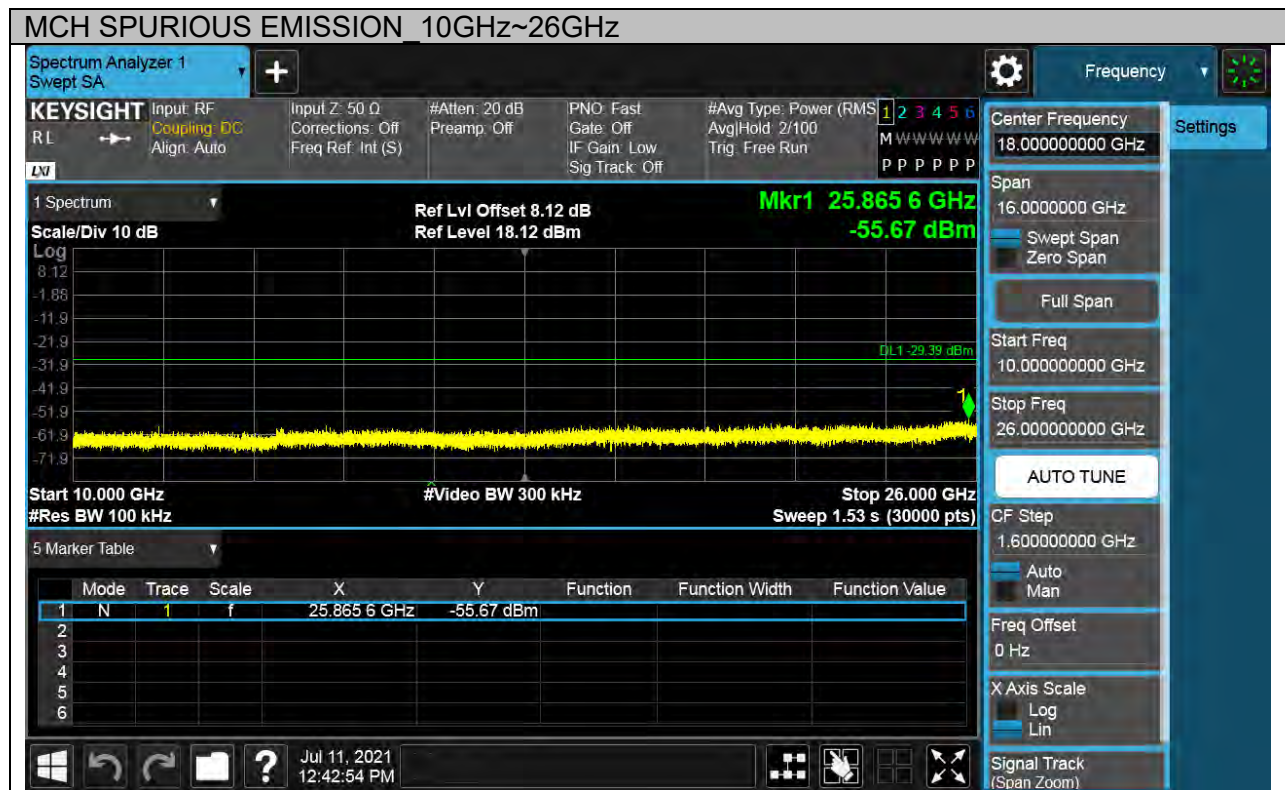 MCH SPURIOUS EMISSION_10GHz~26GHz
Spectrum Analyzer 1
Swept SA
+
Frequency
KEYSIGHT
RL
LXI
Input: RF
Coupling: DC
Align: Auto
Input Z: 50 Ω
Corrections: Off
Freq Ref: Int (S)
#Atten: 20 dB
Preamp: Off
PNO: Fast
Gate: Off
IF Gain: Low
Sig Track: Off
#Avg Type: Power (RMS
Avg|Hold: 2/100
Trig: Free Run
1 2 3 4 5 6
M W W W W W
P P P P P P
1 Spectrum
Scale/Div 10 dB
Ref Lvl Offset 8.12 dB
Ref Level 18.12 dBm
Mkr1 25.865 6 GHz
-55.67 dBm
Log
8.12
-1.88
-11.9
-21.9
-31.9
-41.9
-51.9
-61.9
-71.9
DL1 -29.39 dBm
1
Start 10.000 GHz
#Video BW 300 kHz
Stop 26.000 GHz
#Res BW 100 kHz
Sweep 1.53 s (30000 pts)
5 Marker Table
Mode Trace Scale X Y Function Function Width Function Value
1 N 1 f 25.865 6 GHz -55.67 dBm
2
3
4
5
6
?
Jul 11, 2021
12:42:54 PM
Settings
Center Frequency
18.000000000 GHz
Span
16.0000000 GHz
Swept Span
Zero Span
Full Span
Start Freq
10.000000000 GHz
Stop Freq
26.000000000 GHz
AUTO TUNE
CF Step
1.600000000 GHz
Auto
Man
Freq Offset
0 Hz
X Axis Scale
Log
Lin
Signal Track
(Span Zoom)